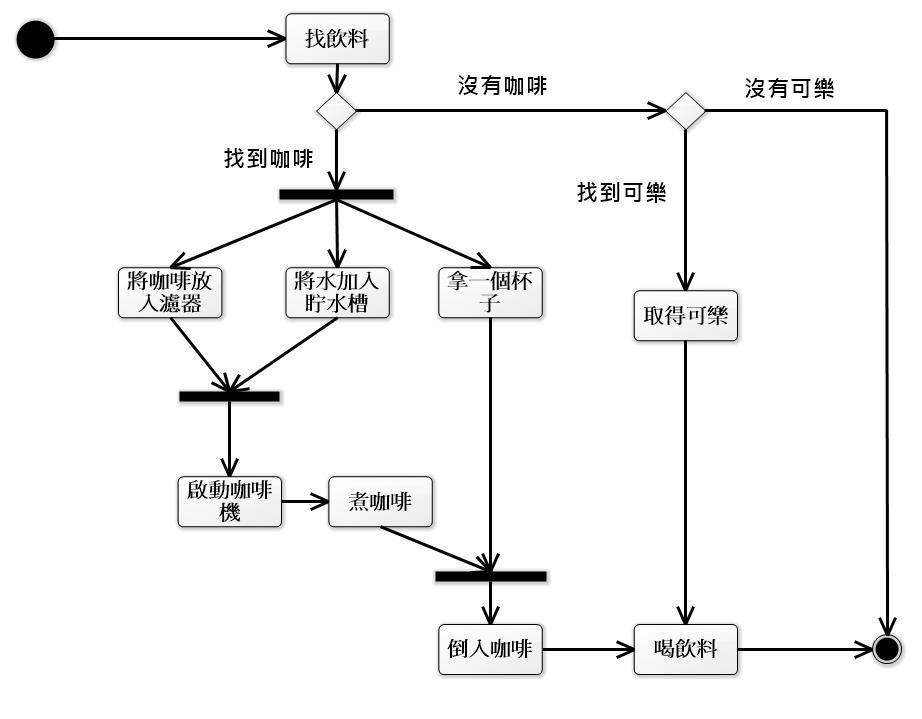 找飲料
沒有咖啡
沒有可樂
找到咖啡
找到可樂
將咖啡放
入濾器
將水加入
貯水槽
拿一個杯
子
取得可樂
啟動咖啡
機
煮咖啡
倒入咖啡
喝飲料